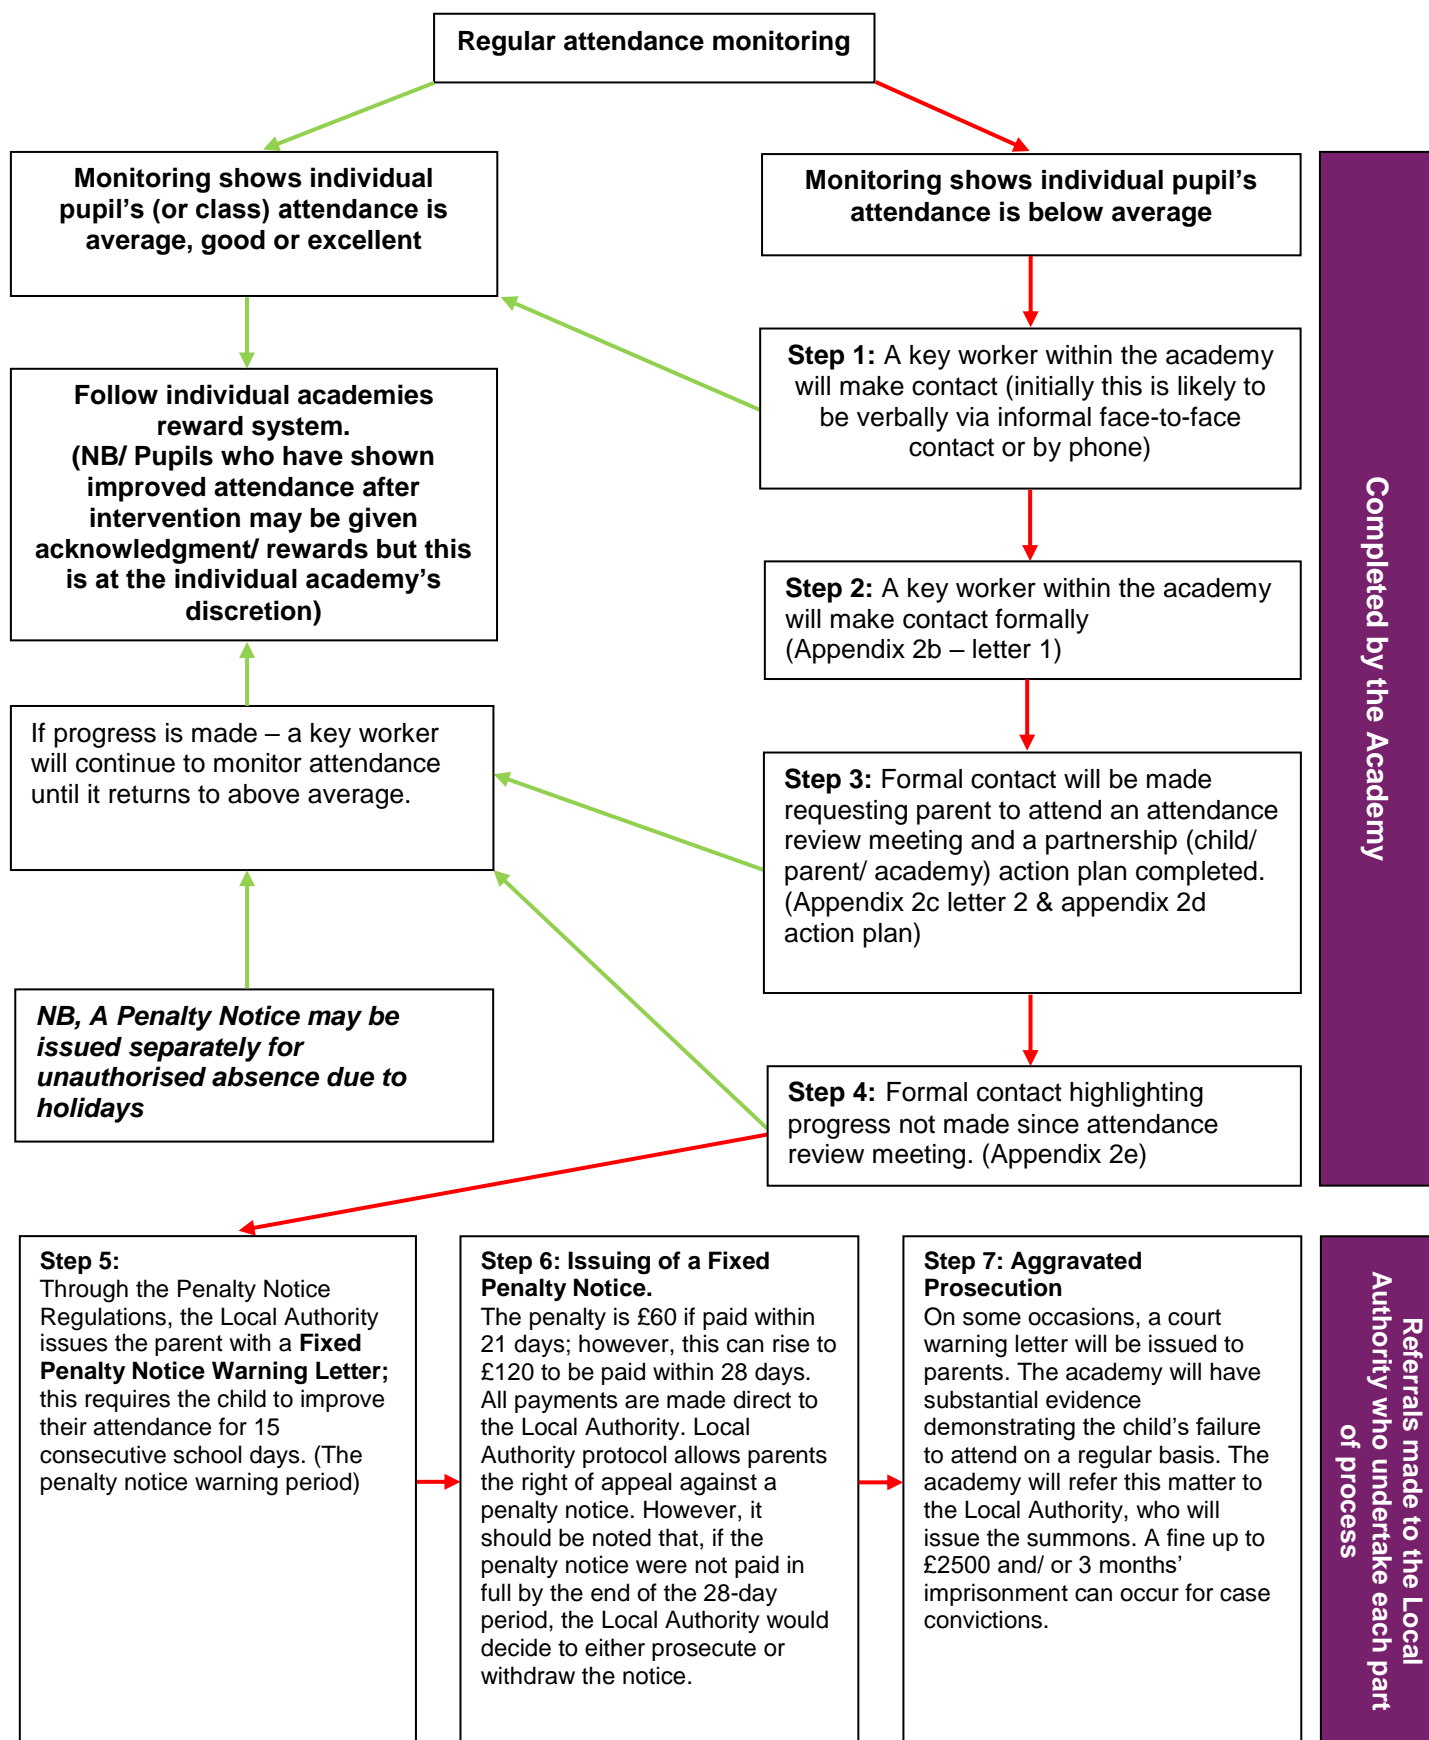 Regular attendance monitoring
Monitoring shows individual
pupil’s (or class) attendance is
average, good or excellent
Monitoring shows individual pupil’s
attendance is below average
Step 1: A key worker within the academy
will make contact (initially this is likely to
be verbally via informal face-to-face
contact or by phone)
Follow individual academies
reward system.
(NB/ Pupils who have shown
improved attendance after
intervention may be given
acknowledgment/ rewards but this
is at the individual academy’s
discretion)
Step 2: A key worker within the academy
will make contact formally
(Appendix 2b – letter 1)
If progress is made – a key worker
will continue to monitor attendance
until it returns to above average.
Step 3: Formal contact will be made
requesting parent to attend an attendance
review meeting and a partnership (child/
parent/ academy) action plan completed.
(Appendix 2c letter 2 & appendix 2d
action plan)
NB, A Penalty Notice may be
issued separately for
unauthorised absence due to
holidays
Step 4: Formal contact highlighting
progress not made since attendance
review meeting. (Appendix 2e)
Completed by the Academy
Step 5:
Through the Penalty Notice
Regulations, the Local Authority
issues the parent with a Fixed
Penalty Notice Warning Letter;
this requires the child to improve
their attendance for 15
consecutive school days. (The
penalty notice warning period)
Step 6: Issuing of a Fixed
Penalty Notice.
The penalty is £60 if paid within
21 days; however, this can rise to
£120 to be paid within 28 days.
All payments are made direct to
the Local Authority. Local
Authority protocol allows parents
the right of appeal against a
penalty notice. However, it
should be noted that, if the
penalty notice were not paid in
full by the end of the 28-day
period, the Local Authority would
decide to either prosecute or
withdraw the notice.
Step 7: Aggravated
Prosecution
On some occasions, a court
warning letter will be issued to
parents. The academy will have
substantial evidence
demonstrating the child’s failure
to attend on a regular basis. The
academy will refer this matter to
the Local Authority, who will
issue the summons. A fine up to
£2500 and/ or 3 months’
imprisonment can occur for case
convictions.
Referrals made to the Local
Authority who undertake each part
of process